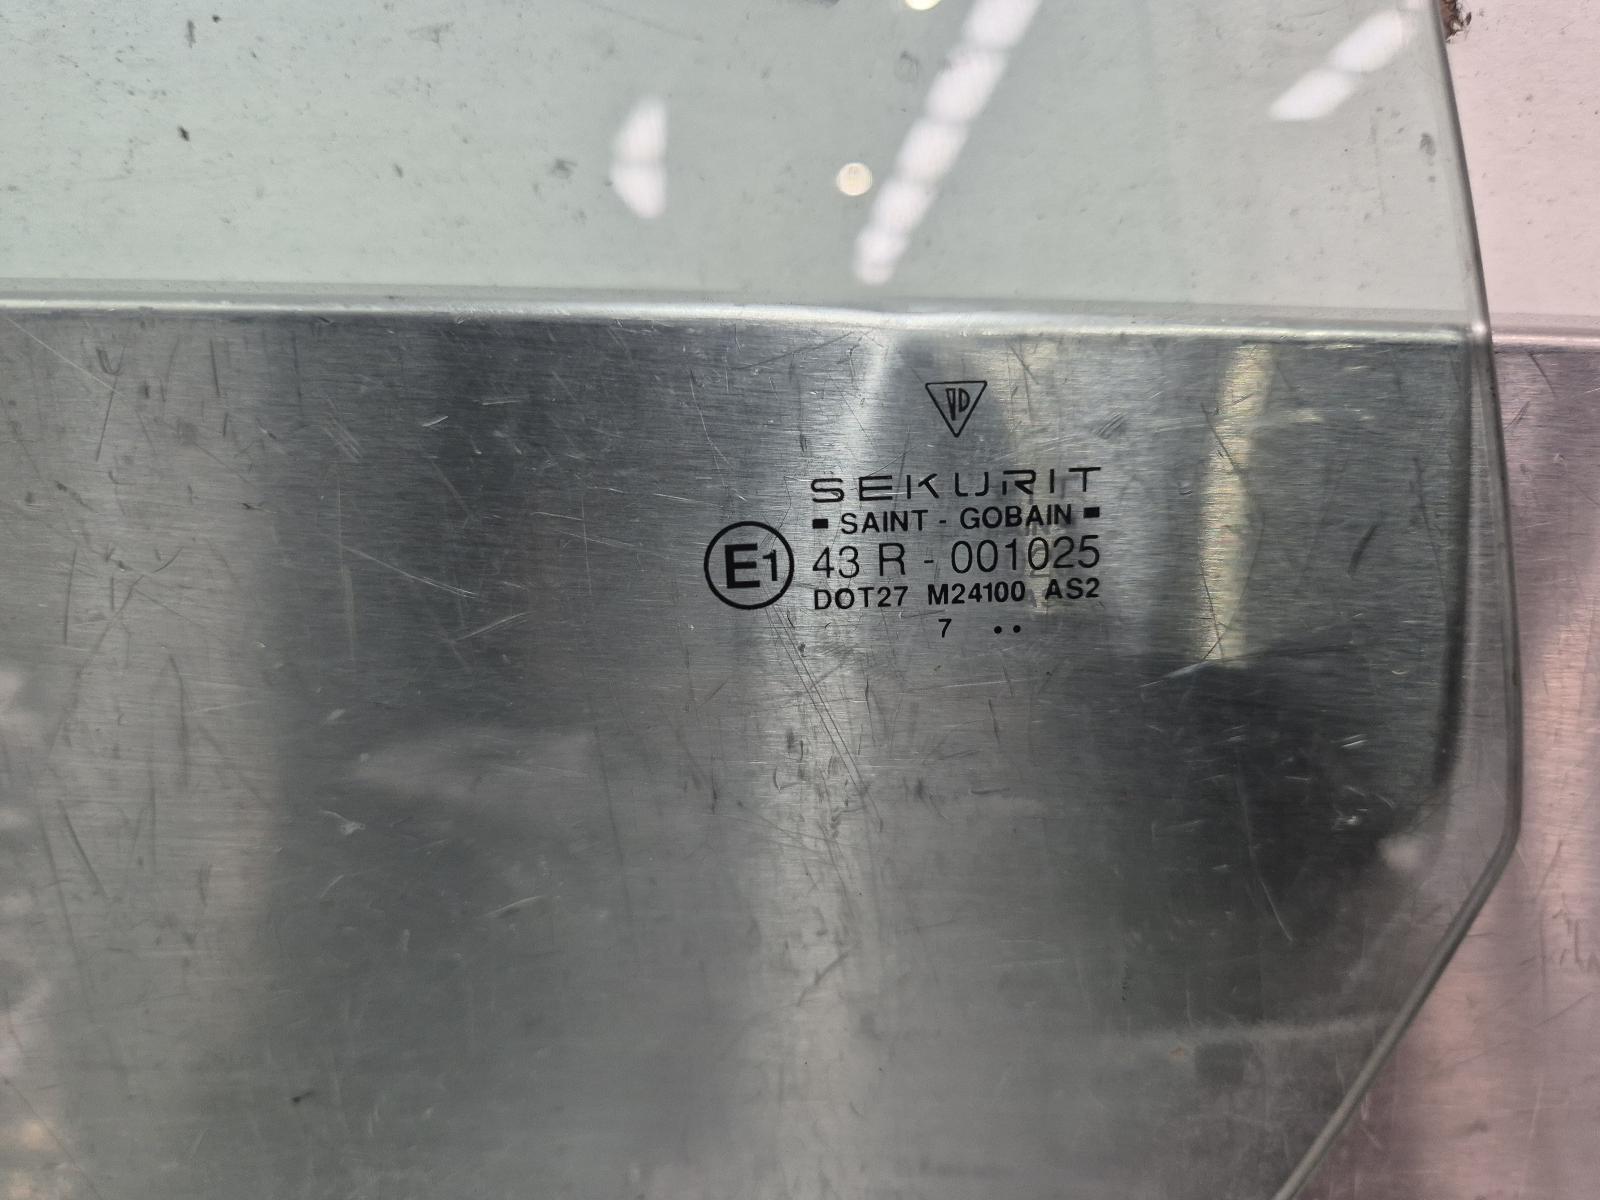 SEKURIT
▪ SAINT - GOBAIN ▪
E1 43 R - 001025
DOT27 M24100 AS2
7 ••